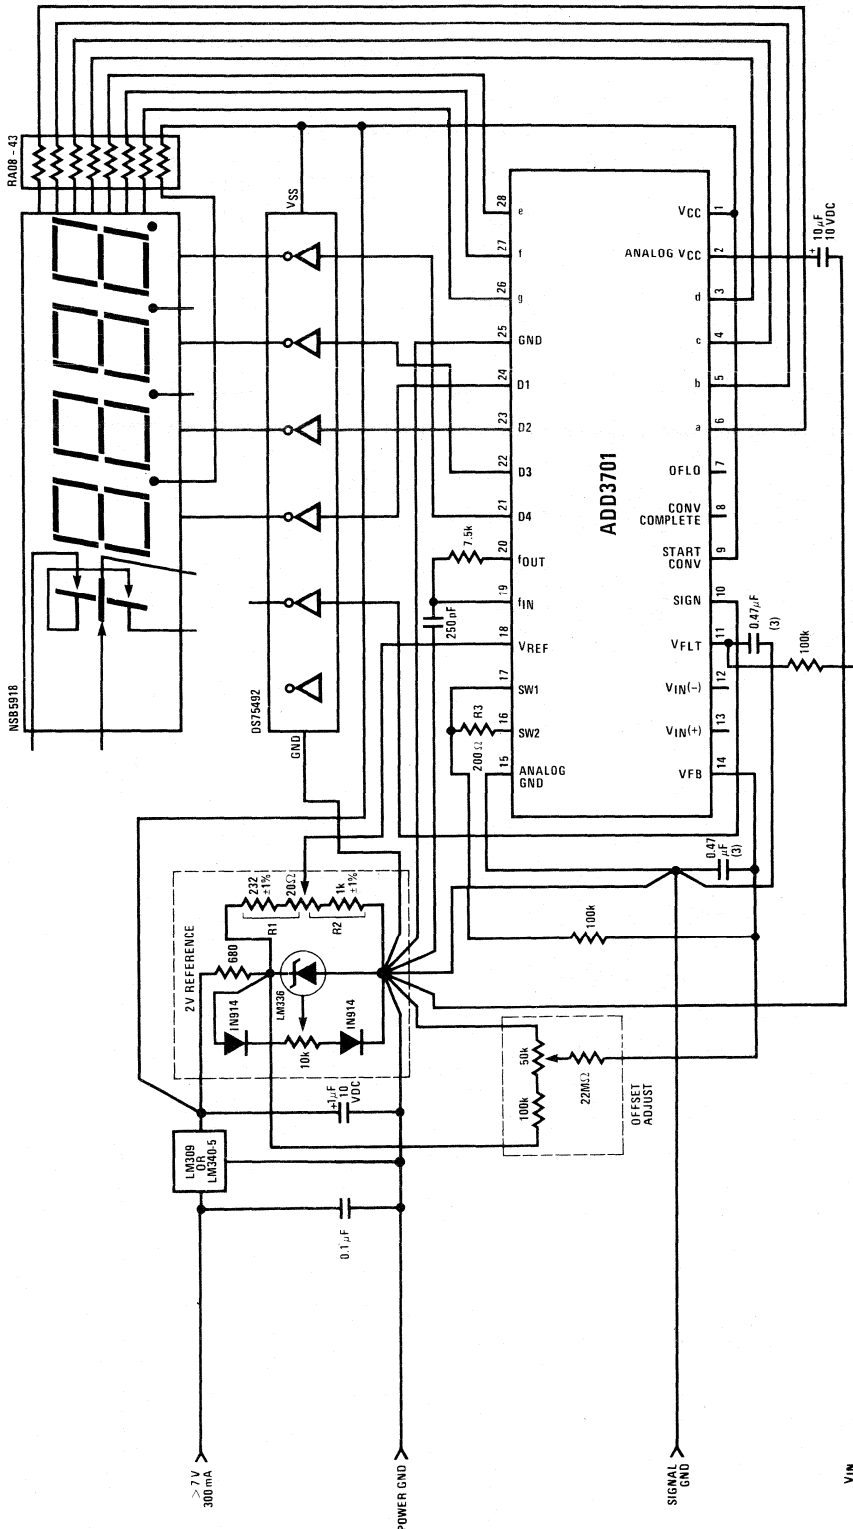 RA08 - 43
NSB5918
VSS
DS75492
GND
28
e
27
f
26
g
25
GND
24
D1
23
D2
22
D3
21
D4
20
fOUT
19
fIN
18
VREF
17
SW1
16
SW2
15
ANALOG
GND
ADD3701
VCC
1
ANALOG VCC
2
d
3
c
4
b
5
a
6
OFLO
7
CONV
COMPLETE
8
START
CONV
9
SIGN
10
VFLT
11
VIN(−)
12
VIN(+)
13
VFB
14
+
10 µF
10 VDC
7.5k
250 pF
R3
200 Ω
0.47µF
(3)
100k
0.47
µF
(3)
100k
2V REFERENCE
232
±1%
20Ω
1k
±1%
R1
R2
680
LM336
IN914
10k
IN914
+
1µF
10
VDC
LM309
OR
LM340-5
0.1 µF
50k
100k
22MΩ
OFFSET
ADJUST
> 7 V
300 mA
POWER GND
SIGNAL
GND
VIN